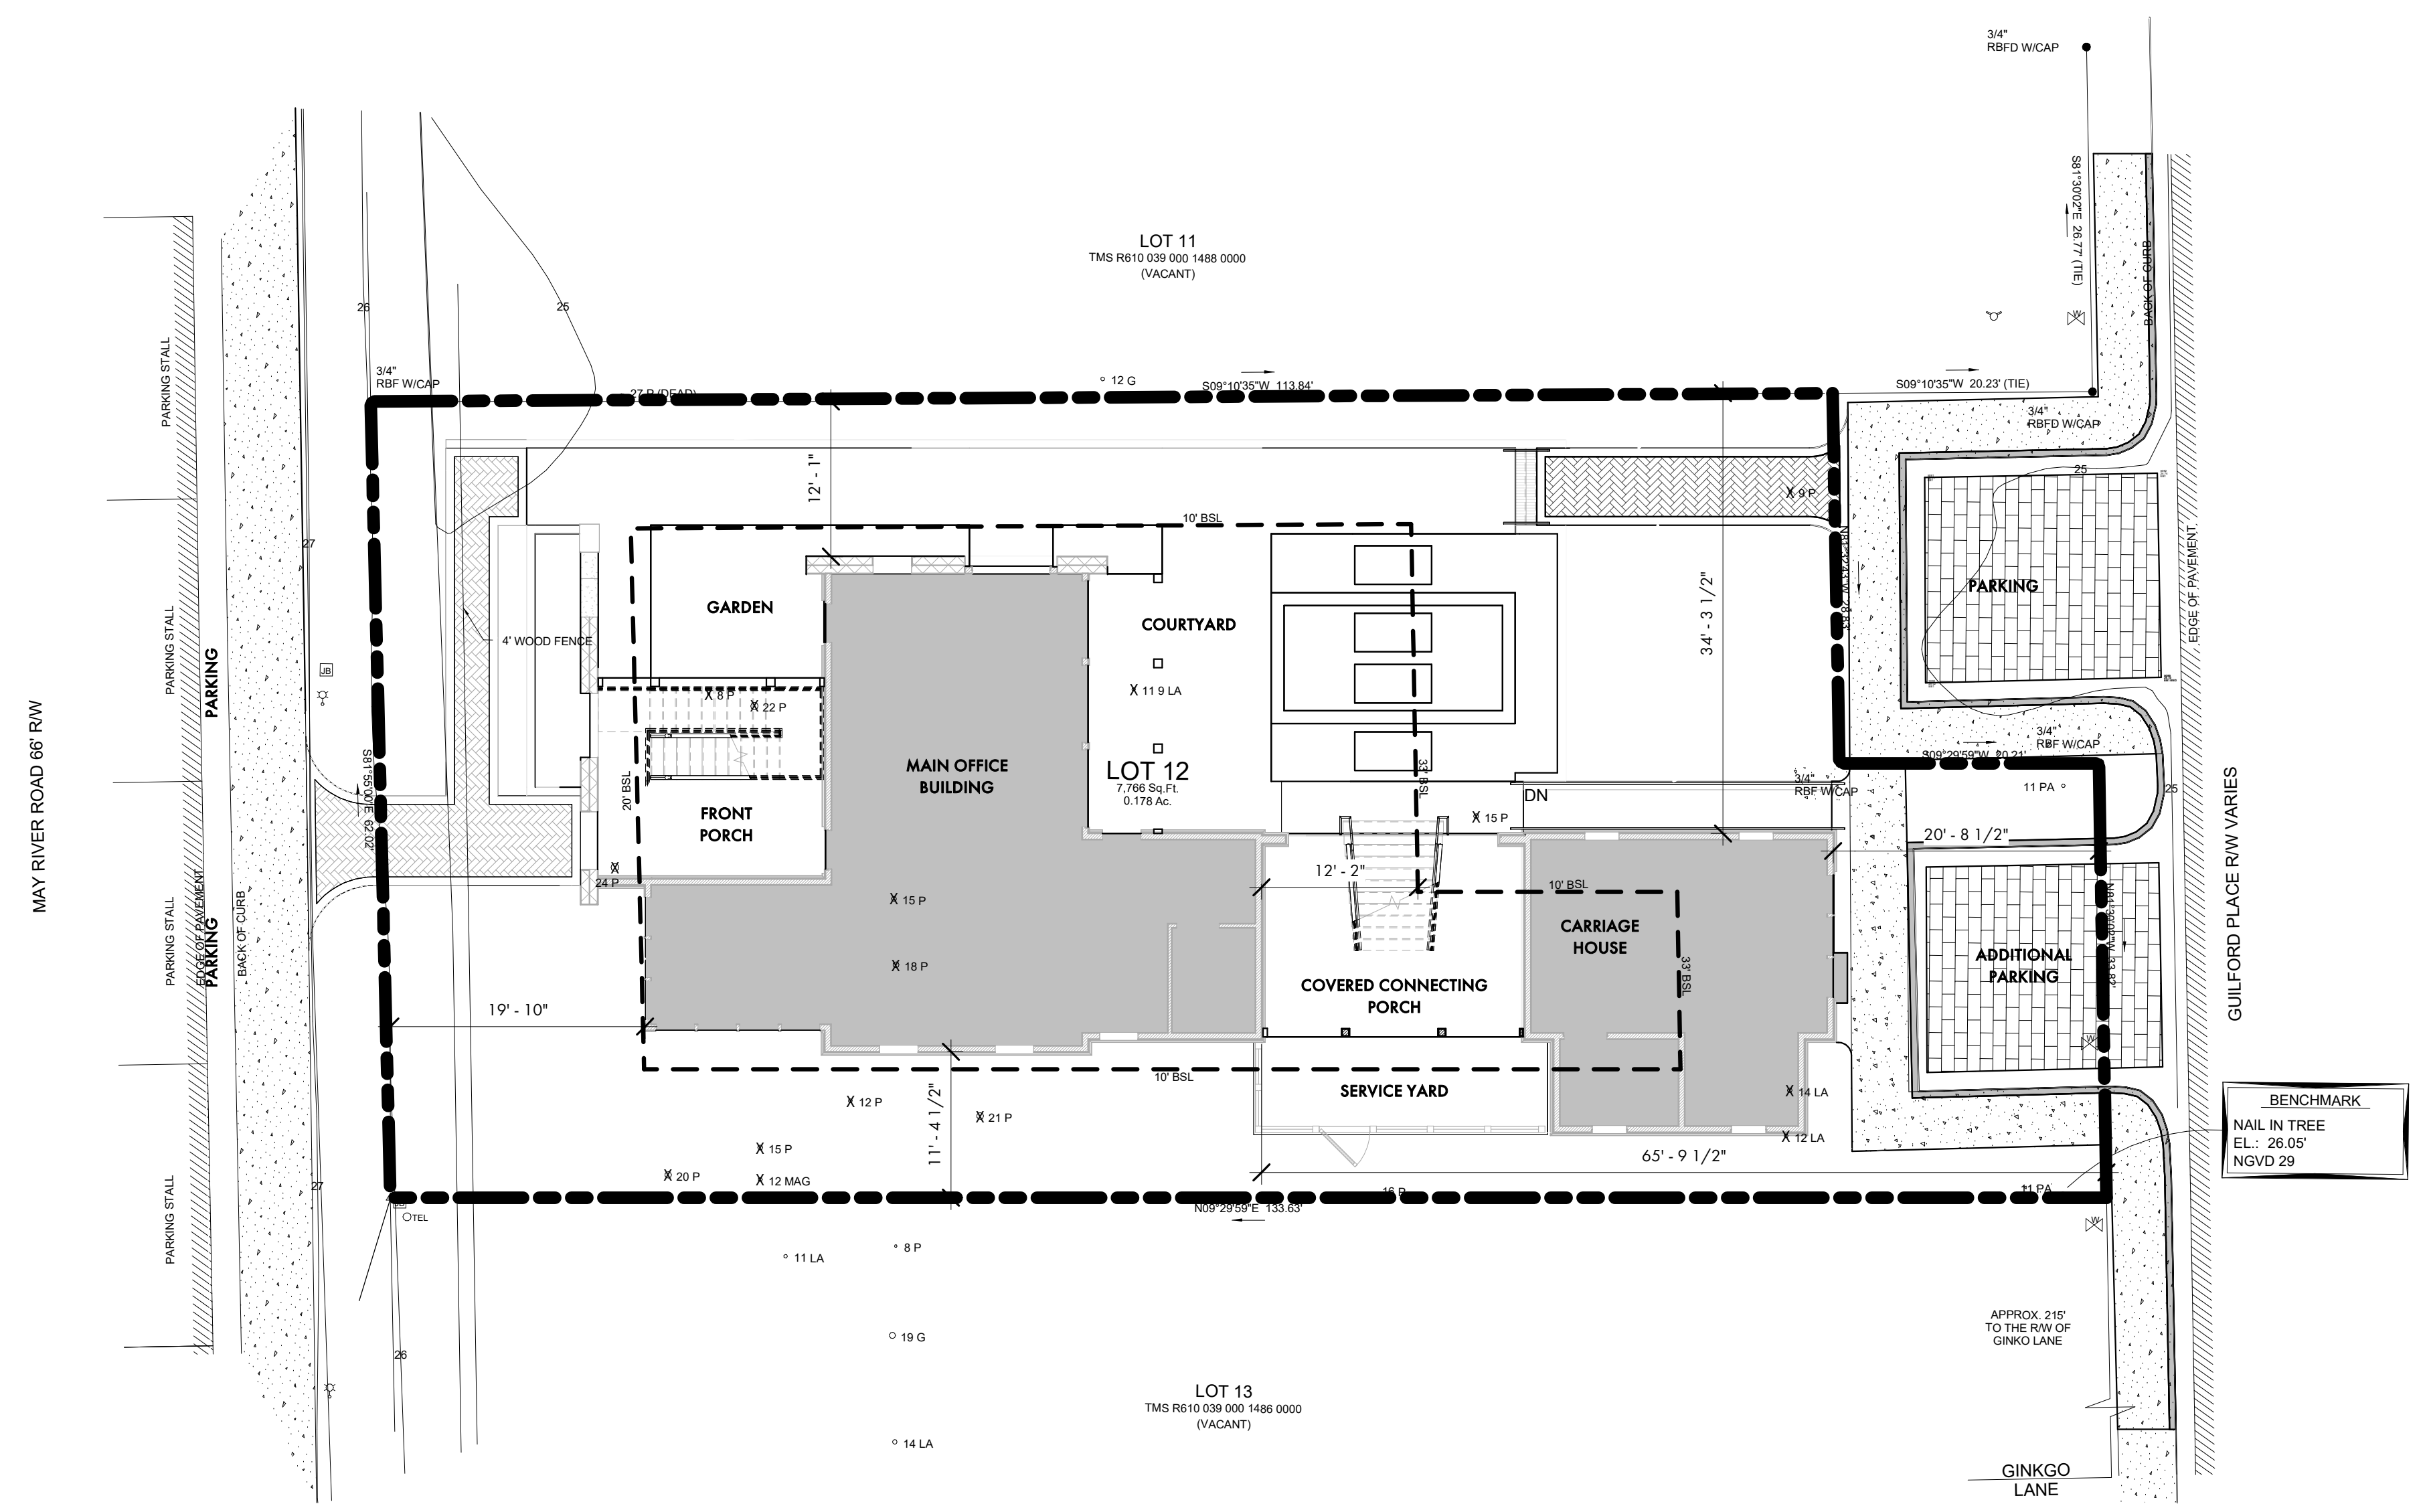 3/4"
RBFD W/CAP
S81°30'02"E 26.77' (TIE)
BACK OF CURB
LOT 11
TMS R610 039 000 1488 0000
(VACANT)
26
25
W
PARKING STALL
3/4"
RBF W/CAP
27 P (DEAD)
12 G
S09°10'35"W 113.84'
S09°10'35"W 20.23' (TIE)
3/4"
RBFD W/CAP
25
12' - 1"
10' BSL
9 P
27
EDGE OF PAVEMENT
PARKING
34' - 3 1/2"
GARDEN
COURTYARD
4' WOOD FENCE
PARKING STALL
PARKING
JB
8 P
22 P
11 9 LA
3/4"
RBF W/CAP
S09°29'59"W 20.21'
MAY RIVER ROAD 66' R/W
S81°55'00"E 62.02'
20' BSL
MAIN OFFICE
BUILDING
LOT 12
7,766 Sq.Ft.
0.178 Ac.
33' BSL
DN
3/4"
RBF W/CAP
11 PA
25
FRONT
PORCH
15 P
20' - 8 1/2"
GUILFORD PLACE R/W VARIES
24 P
15 P
12' - 2"
10' BSL
PARKING STALL
EDGE OF PAVEMENT
PARKING
BACK OF CURB
CARRIAGE
HOUSE
18 P
33' BSL
ADDITIONAL
PARKING
COVERED CONNECTING
PORCH
19' - 10"
W
10' BSL
SERVICE YARD
14 LA
12 P
21 P
11' - 4 1/2"
12 LA
BENCHMARK
NAIL IN TREE
EL.: 26.05'
NGVD 29
15 P
65' - 9 1/2"
20 P
12 MAG
27
16 P
11 PA
PARKING STALL
TEL
N09°29'59"E 133.63'
W
8 P
11 LA
19 G
APPROX. 215'
TO THE R/W OF
GINKO LANE
26
LOT 13
TMS R610 039 000 1486 0000
(VACANT)
14 LA
GINKGO
LANE